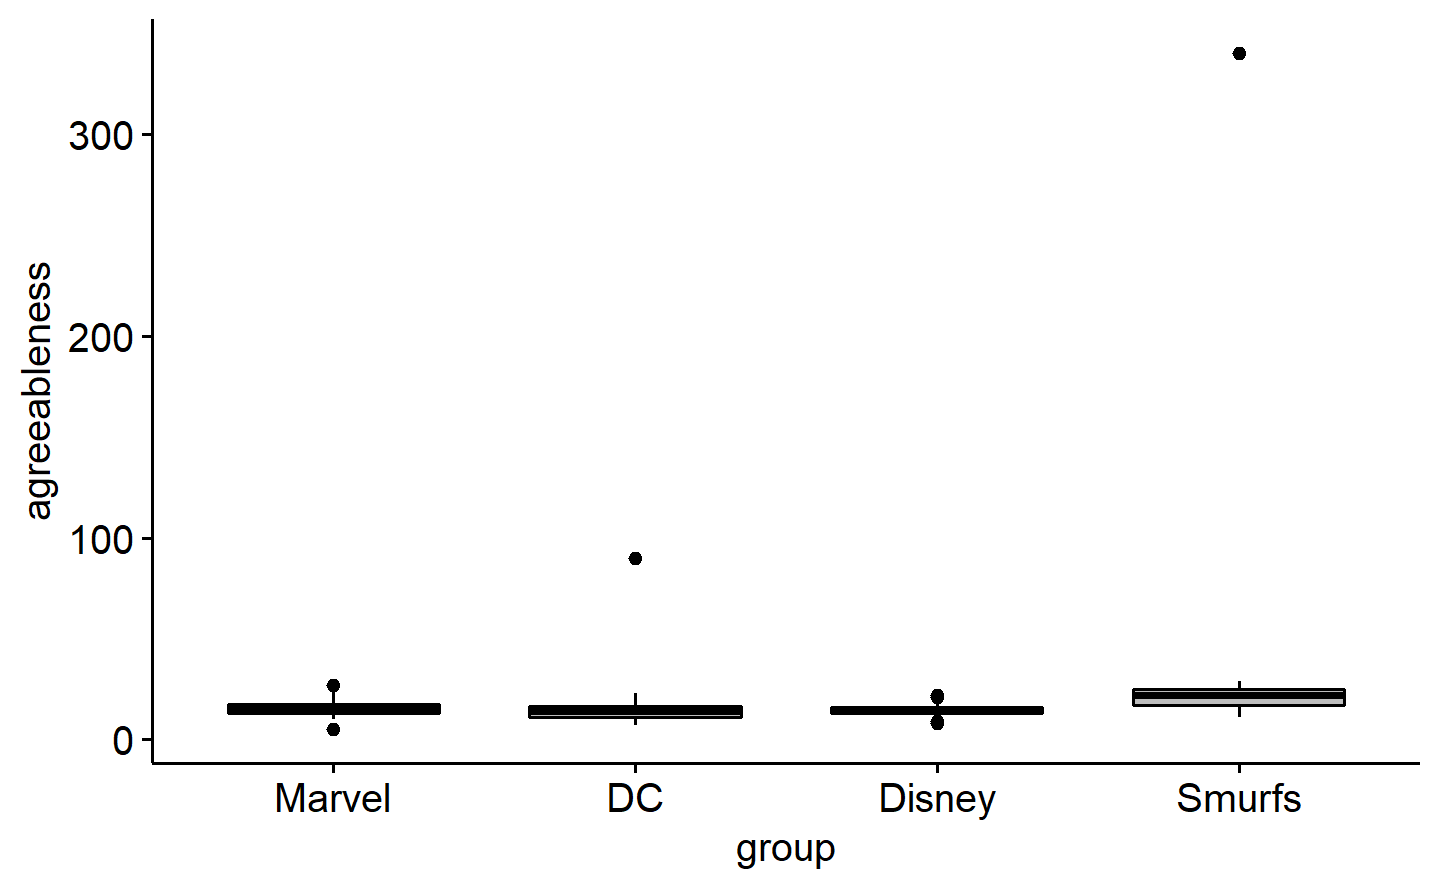 agreeableness
300
200
100
0
Marvel DC Disney Smurfs
group